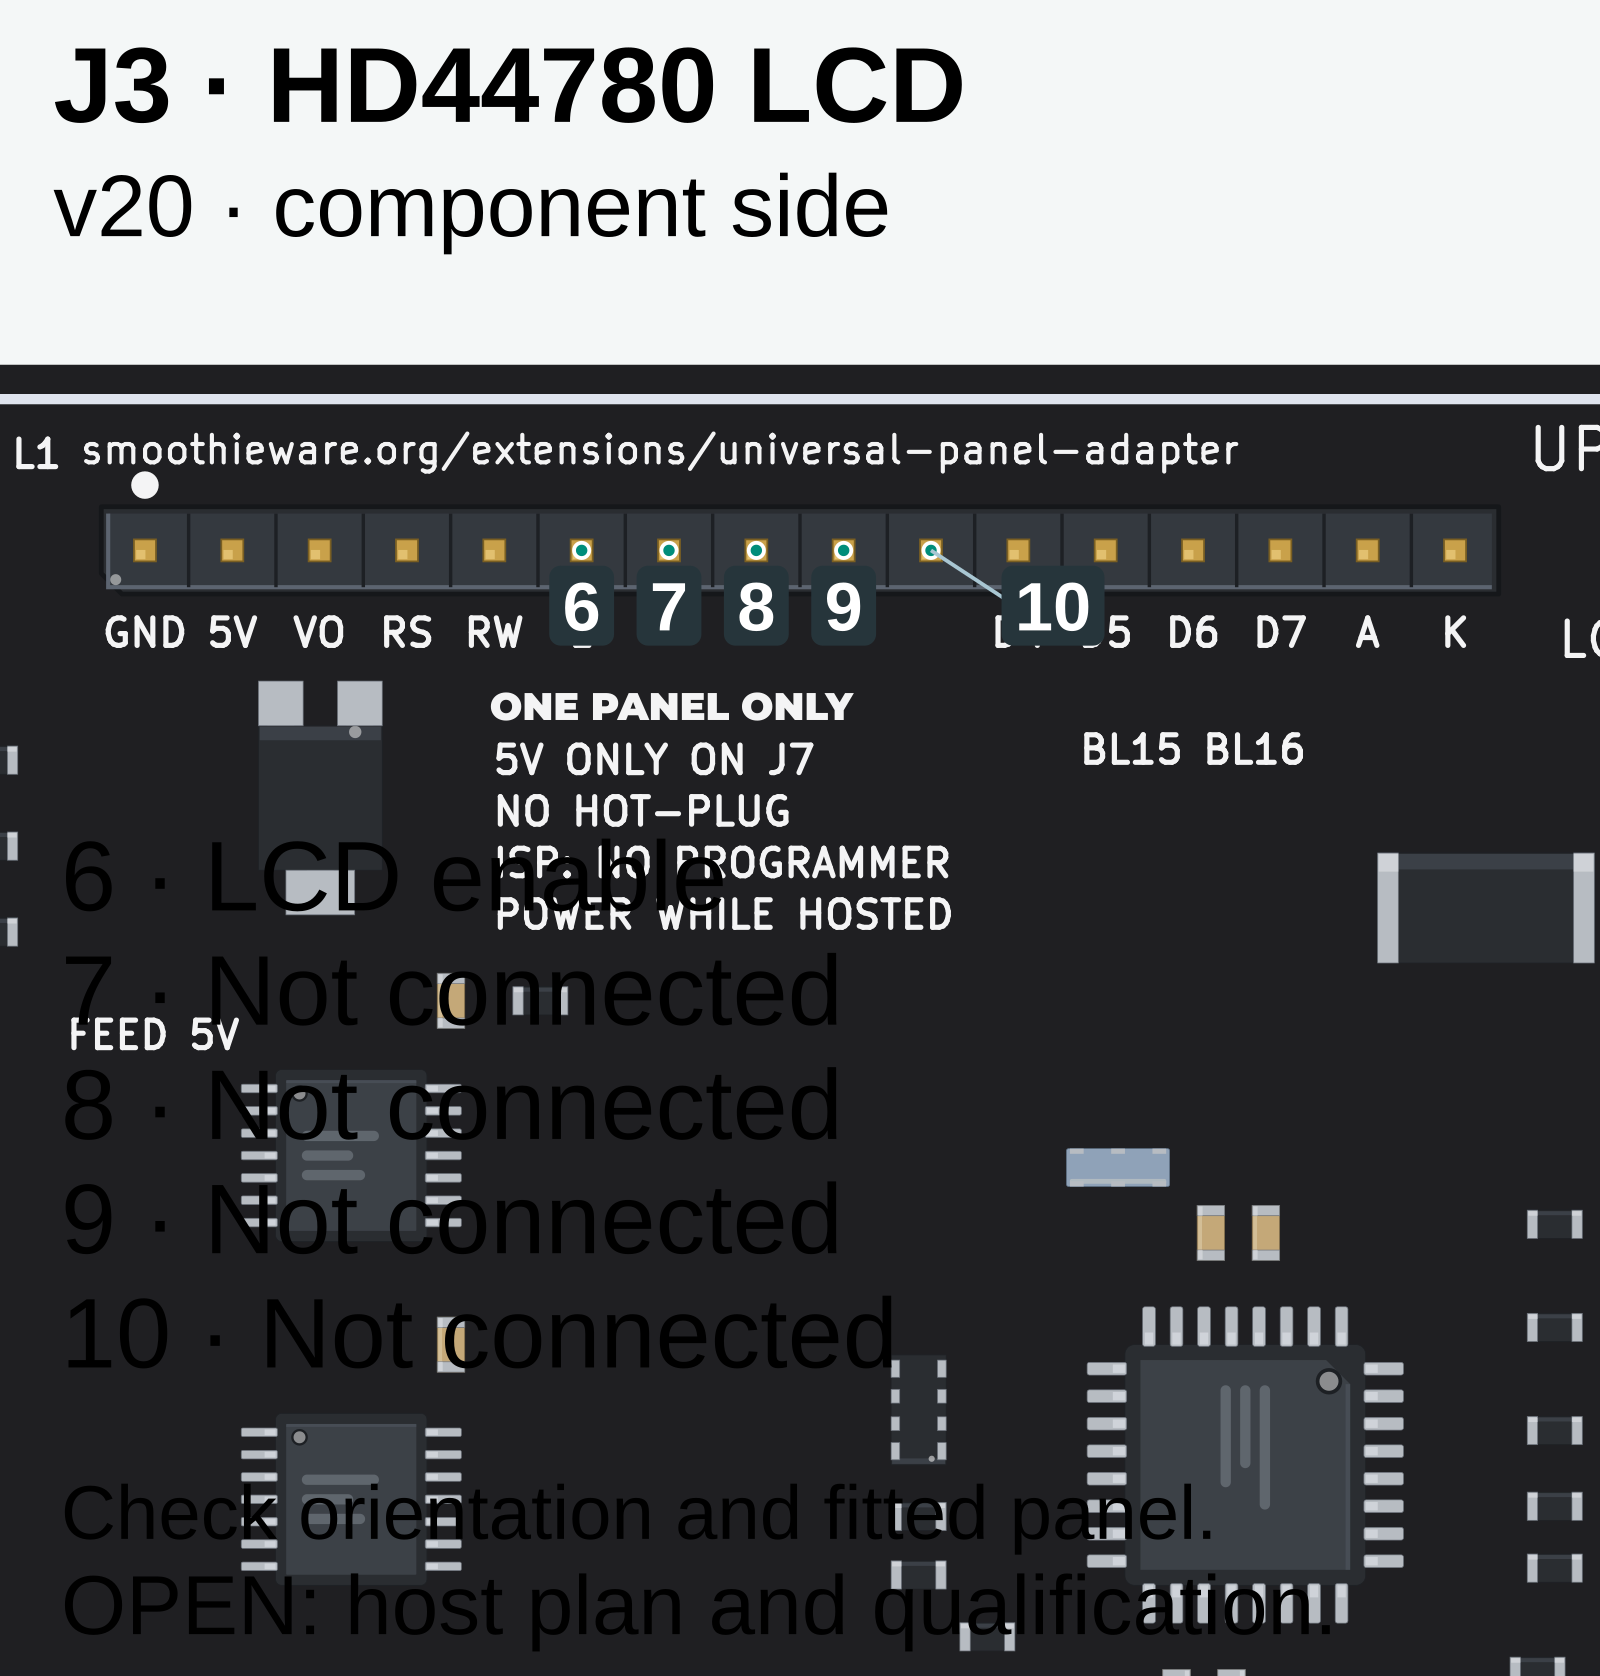 J3 · HD44780 LCD
v20 · component side
L1 smoothieware.org/extensions/universal-panel-adapter
6 7 8 9 10
GND 5V VO RS RW D6 D7 A K
ONE PANEL ONLY
5V ONLY ON J7
BL15 BL16
NO HOT-PLUG
ISP: NO PROGRAMMER
6 · LCD enable
POWER WHILE HOSTED
7 · Not connected
FEED 5V
8 · Not connected
9 · Not connected
10 · Not connected
Check orientation and fitted panel.
OPEN: host plan and qualification.